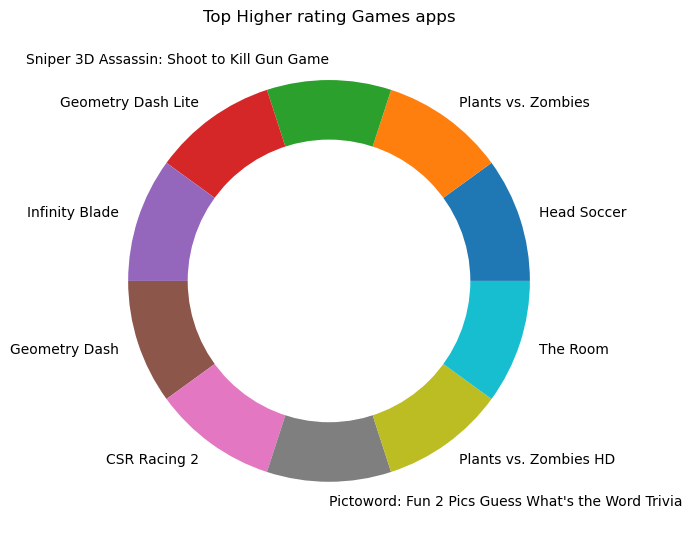 Top Higher rating Games apps
Sniper 3D Assassin: Shoot to Kill Gun Game
Geometry Dash Lite
Plants vs. Zombies
Infinity Blade
Head Soccer
Geometry Dash
The Room
CSR Racing 2
Plants vs. Zombies HD
Pictoword: Fun 2 Pics Guess What's the Word Trivia